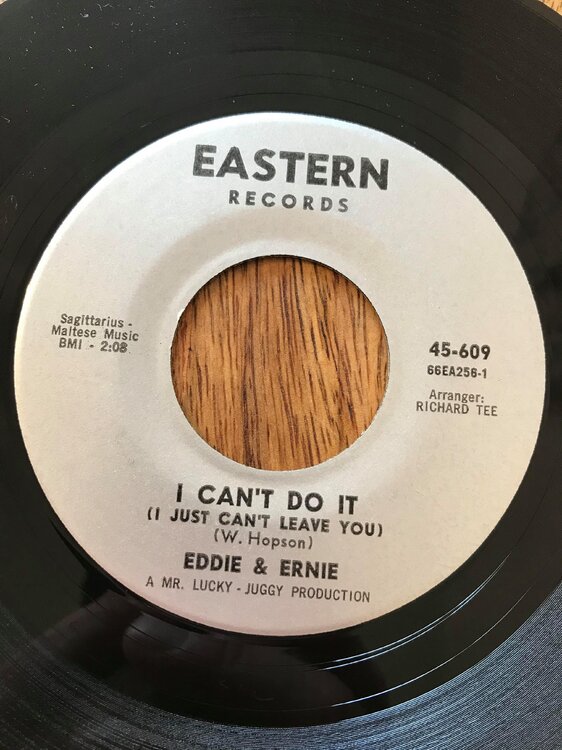 EASTERN
RECORDS
Sagittarius -
Maltese Music
BMI - 2:08
45-609
66EA256-1
Arranger:
RICHARD TEE
I CAN'T DO IT
(I JUST CAN'T LEAVE YOU)
(W. Hopson)
EDDIE & ERNIE
A MR. LUCKY - JUGGY PRODUCTION